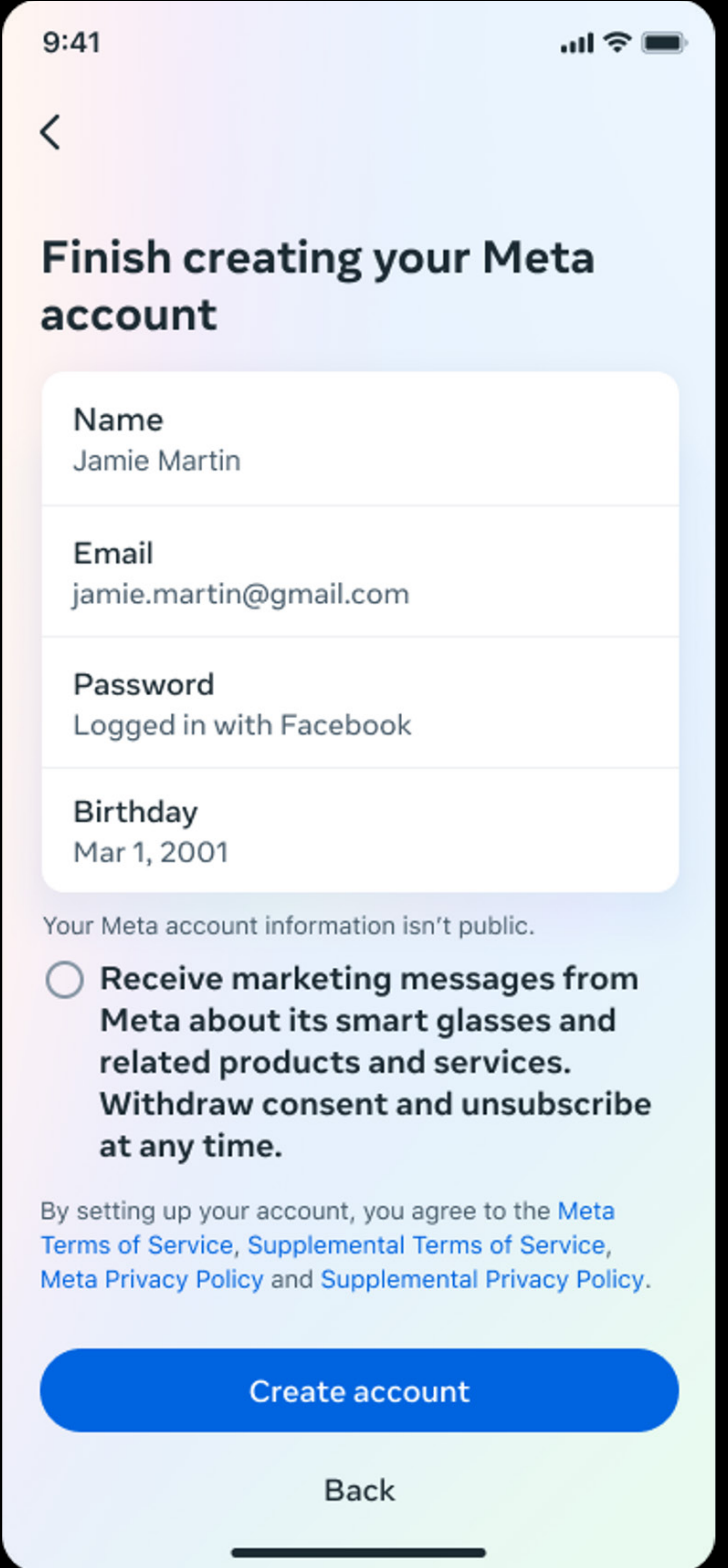 9:41
Finish creating your Meta
account
Name
Jamie Martin
Email
jamie.martin@gmail.com
Password
Logged in with Facebook
Birthday
Mar 1, 2001
Your Meta account information isn’t public.
Receive marketing messages from
Meta about its smart glasses and
related products and services.
Withdraw consent and unsubscribe
at any time.
By setting up your account, you agree to the Meta
Terms of Service, Supplemental Terms of Service,
Meta Privacy Policy and Supplemental Privacy Policy.
Create account
Back